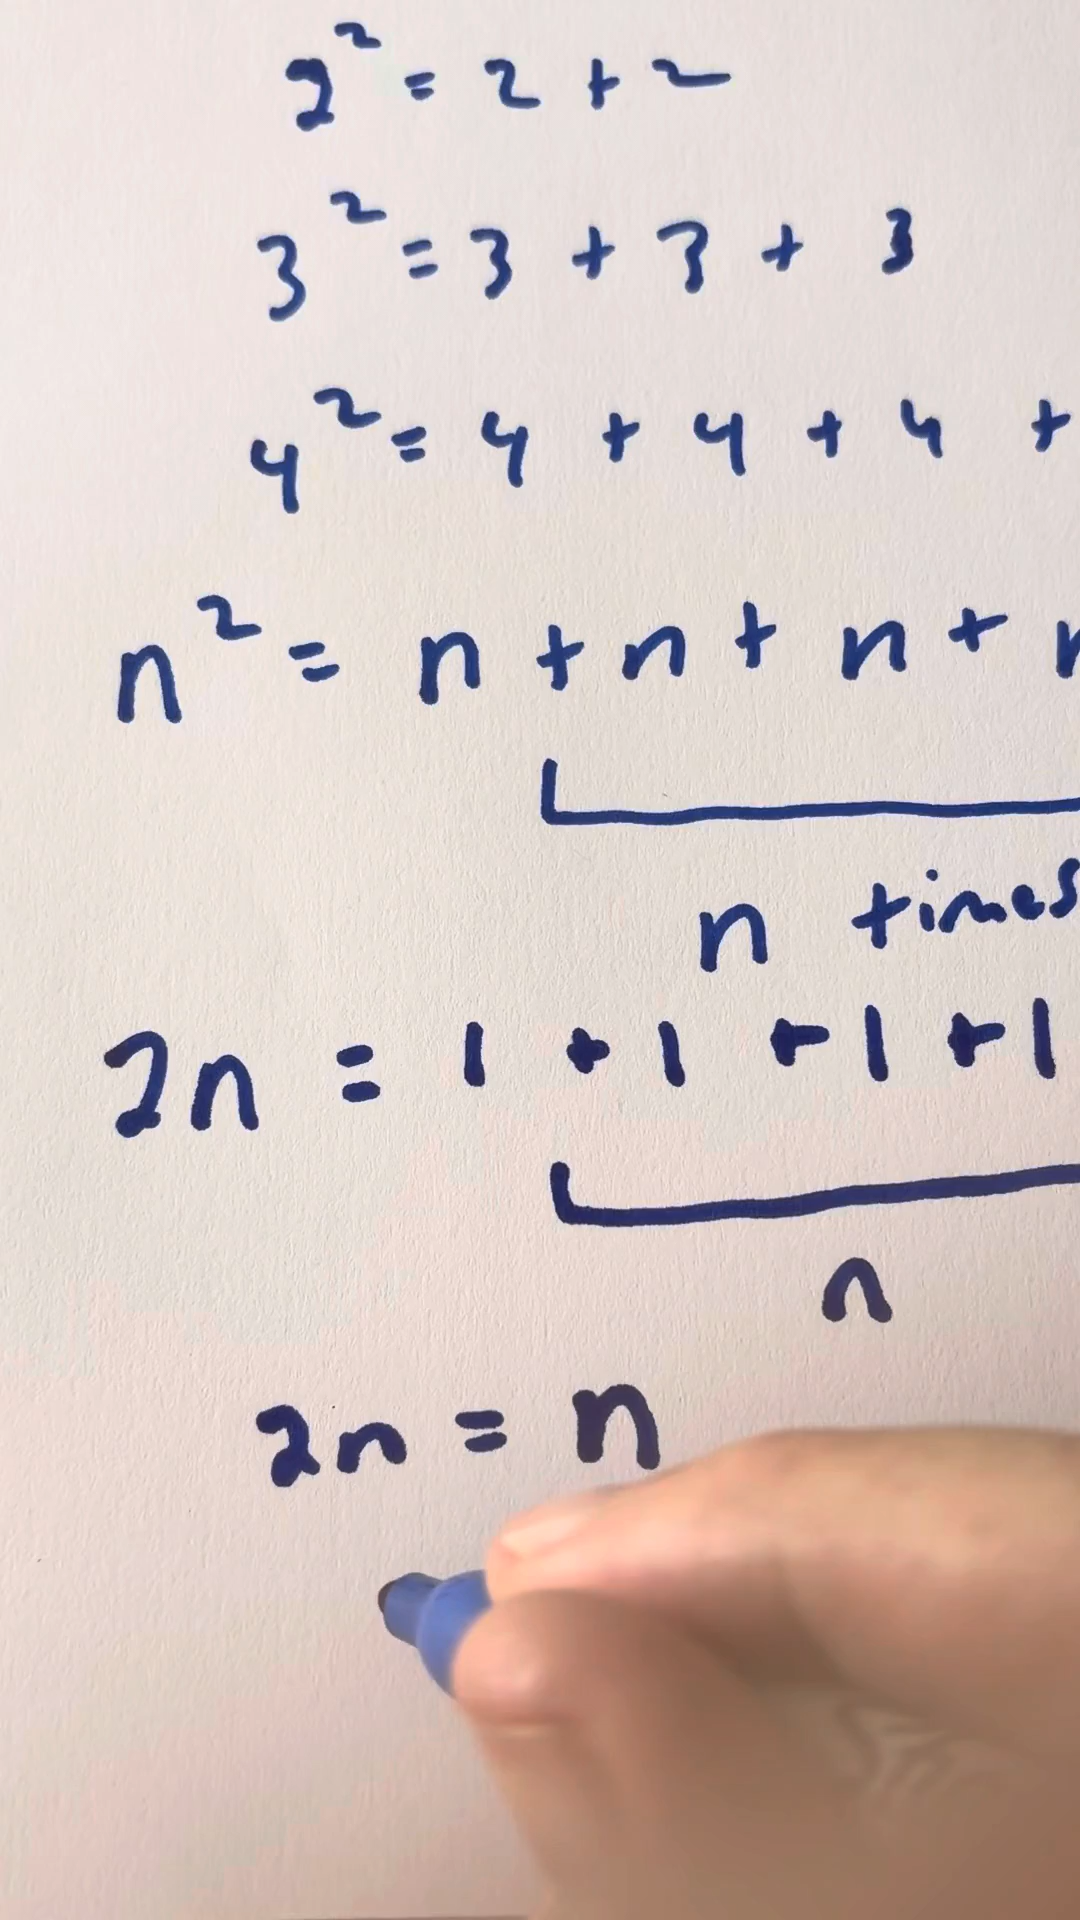 2² = 2 + 2
3² = 3 + 3 + 3
4² = 4 + 4 + 4 +
n² = n + n + n + n
n times
2n = 1 + 1 + 1 + 1
n
2n = n